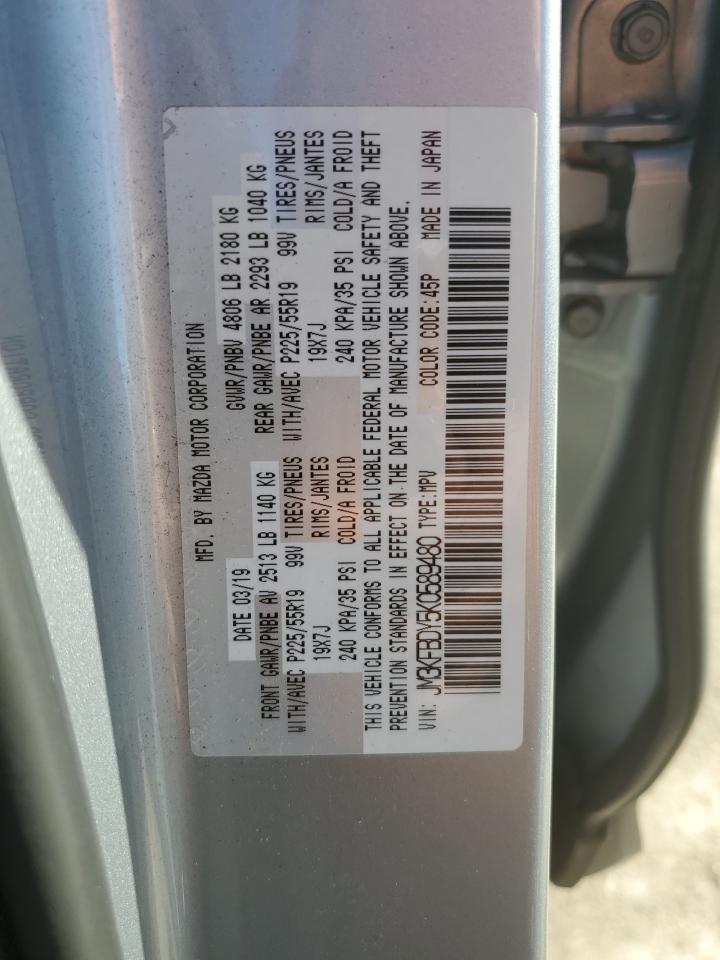 MFD. BY MAZDA MOTOR CORPORATION
DATE 03/19 GVWR/PNBV 4806 LB 2180 KG
FRONT GAWR/PNBE AV 2513 LB 1140 KG REAR GAWR/PNBE AR 2293 LB 1040 KG
WITH/AVEC P225/55R19 99V TIRES/PNEUS WITH/AVEC P225/55R19 99V TIRES/PNEUS
19X7J RIMS/JANTES 19X7J RIMS/JANTES
240 KPA/35 PSI COLD/A FROID 240 KPA/35 PSI COLD/A FROID
THIS VEHICLE CONFORMS TO ALL APPLICABLE FEDERAL MOTOR VEHICLE SAFETY AND THEFT
PREVENTION STANDARDS IN EFFECT ON THE DATE OF MANUFACTURE SHOWN ABOVE.
VIN: JM3KFBDY5K0589480 TYPE:MPV COLOR CODE:45P MADE IN JAPAN